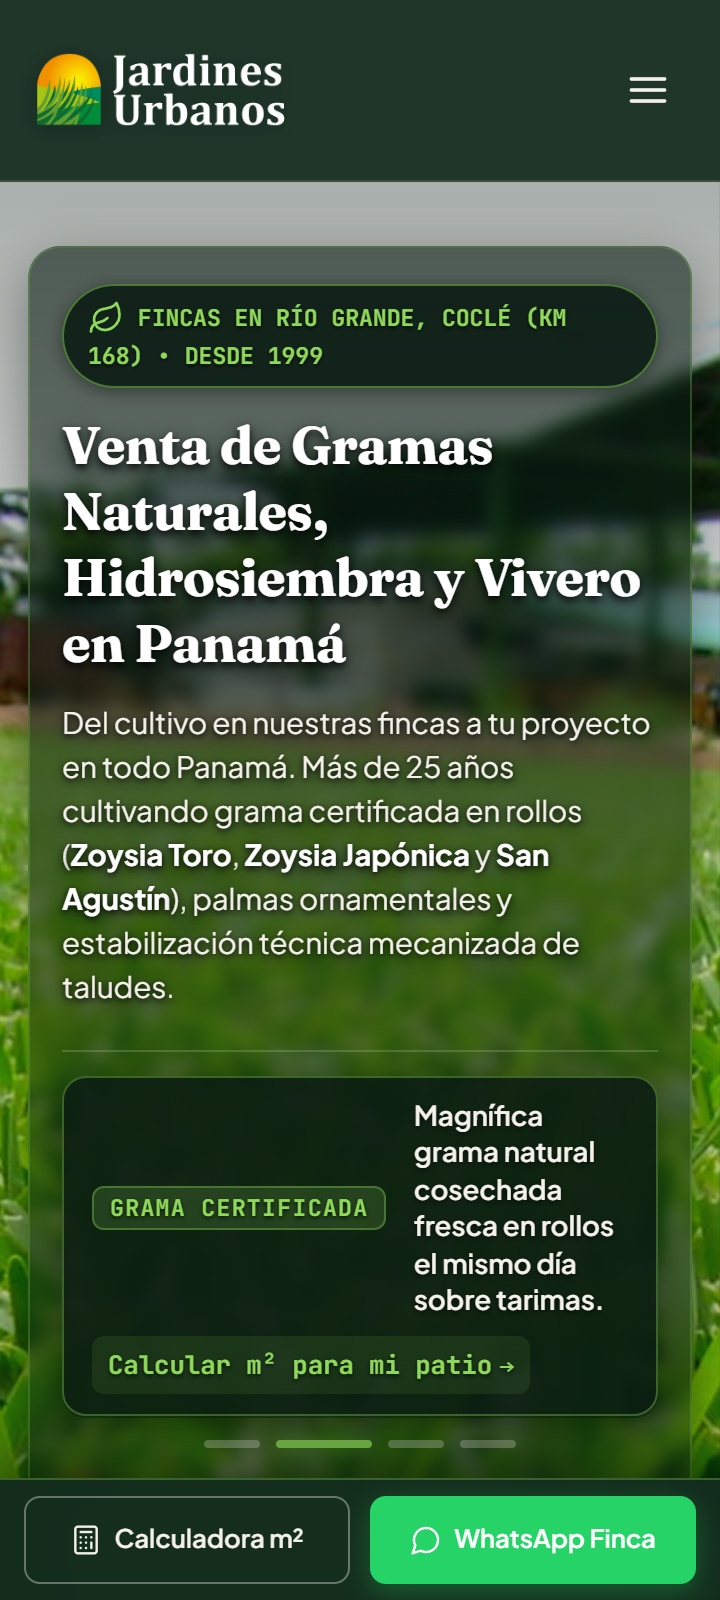 Jardines
Urbanos
FINCAS EN RÍO GRANDE, COCLÉ (KM
168) • DESDE 1999
Venta de Gramas
Naturales,
Hidrosiembra y Vivero
en Panamá
Del cultivo en nuestras fincas a tu proyecto
en todo Panamá. Más de 25 años
cultivando grama certificada en rollos
(Zoysia Toro, Zoysia Japónica y San
Agustín), palmas ornamentales y
estabilización técnica mecanizada de
taludes.
GRAMA CERTIFICADA
Magnífica
grama natural
cosechada
fresca en rollos
el mismo día
sobre tarimas.
Calcular m² para mi patio →
Calculadora m²
WhatsApp Finca